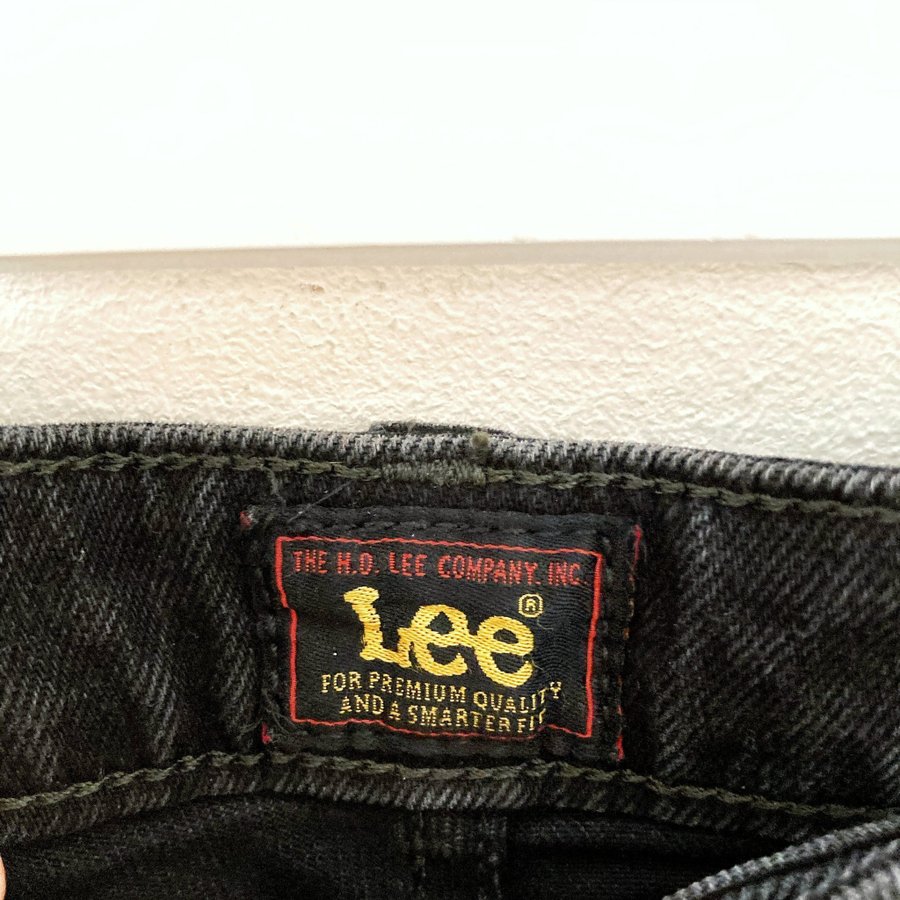 THE H.D. LEE COMPANY. INC.
Lee®
FOR PREMIUM QUALITY
AND A SMARTER FIT